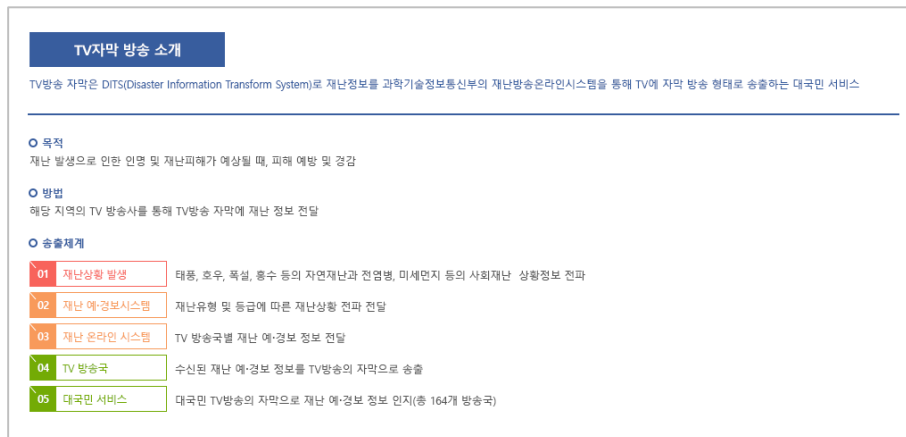 TV자막 방송 소개
TV방송 자막은 DITS(Disaster Information Transform System)로 재난정보를 과학기술정보통신부의 재난방송온라인시스템을 통해 TV에 자막 방송 형태로 송출하는 대국민 서비스
목적
재난 발생으로 인한 인명 및 재난피해가 예상될 때, 피해 예방 및 경감
방법
해당 지역의 TV 방송사를 통해 TV방송 자막에 재난 정보 전달
송출체계
01 재난상황 발생 태풍, 호우, 폭설, 홍수 등의 자연재난과 전염병, 미세먼지 등의 사회재난 상황정보 전파
02 재난 예·경보시스템 재난유형 및 등급에 따른 재난상황 전파 전달
03 재난 온라인 시스템 TV 방송국별 재난 예·경보 정보 전달
04 TV 방송국 수신된 재난 예·경보 정보를 TV방송의 자막으로 송출
05 대국민 서비스 대국민 TV방송의 자막으로 재난 예·경보 정보 인지(총 164개 방송국)